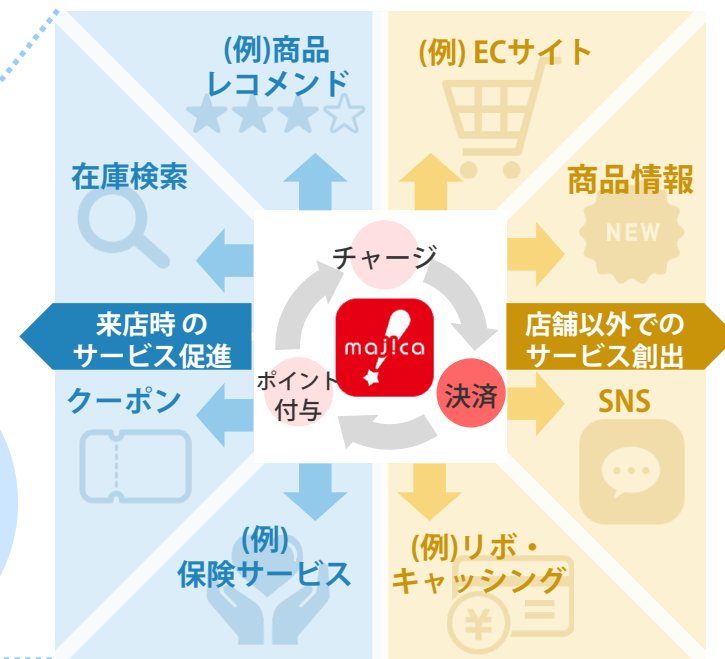 (例)商品
レコメンド
(例) ECサイト
在庫検索
商品情報
NEW
チャージ
maj!ca
来店時 の
サービス促進
店舗以外での
サービス創出
ポイント
付与
決済
クーポン
SNS
(例)
保険サービス
(例)リボ・
キャッシング
¥